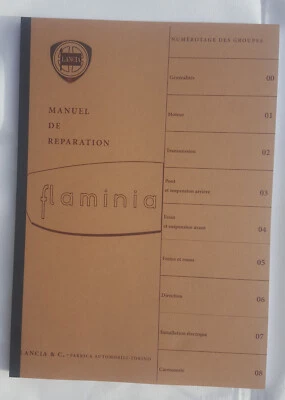 LANCIA
MANUEL
DE
REPARATION
flaminia
LANCIA & C. (FABBRICA AUTOMOBILI) TORINO
NUMÉROTAGE DES GROUPES
Généralités 00
Moteur 01
Transmission 02
Pont
et suspension arrière 03
Essieu
et suspension avant 04
Freins et roues 05
Direction 06
Installation électrique 07
Carrosserie 08